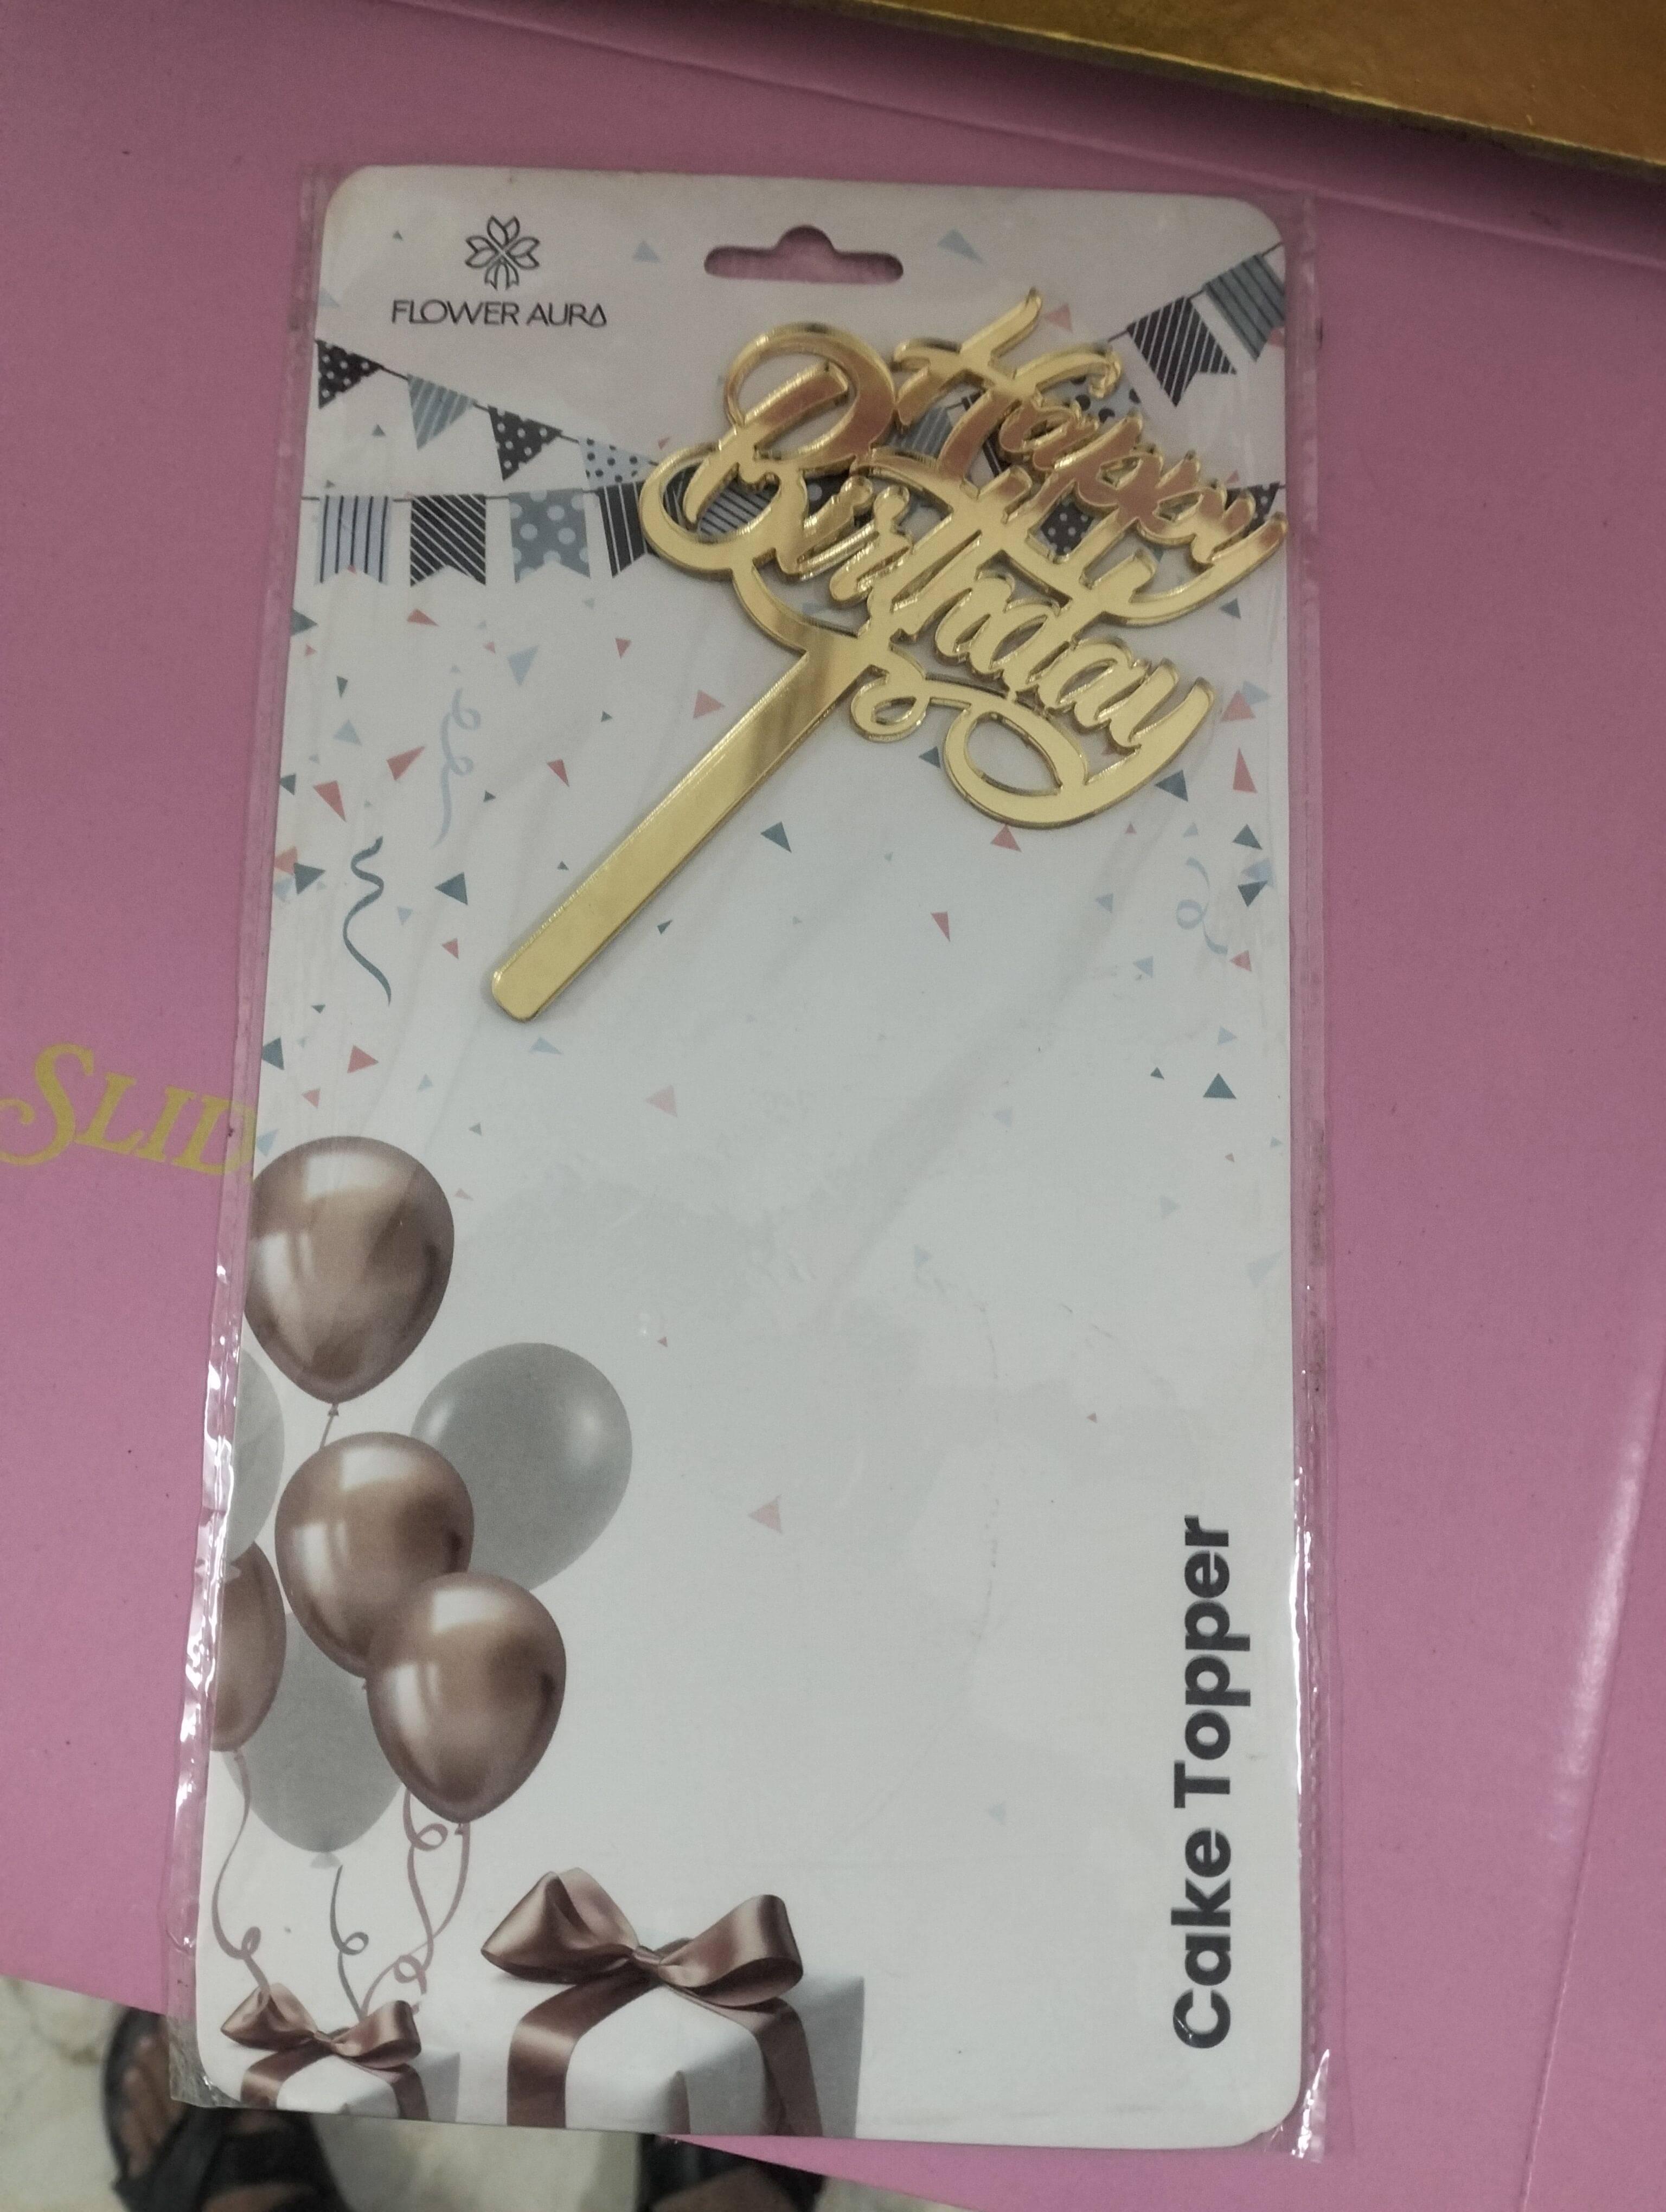 FLOWER AURA
Happy
Birthday
SLID
Cake Topper